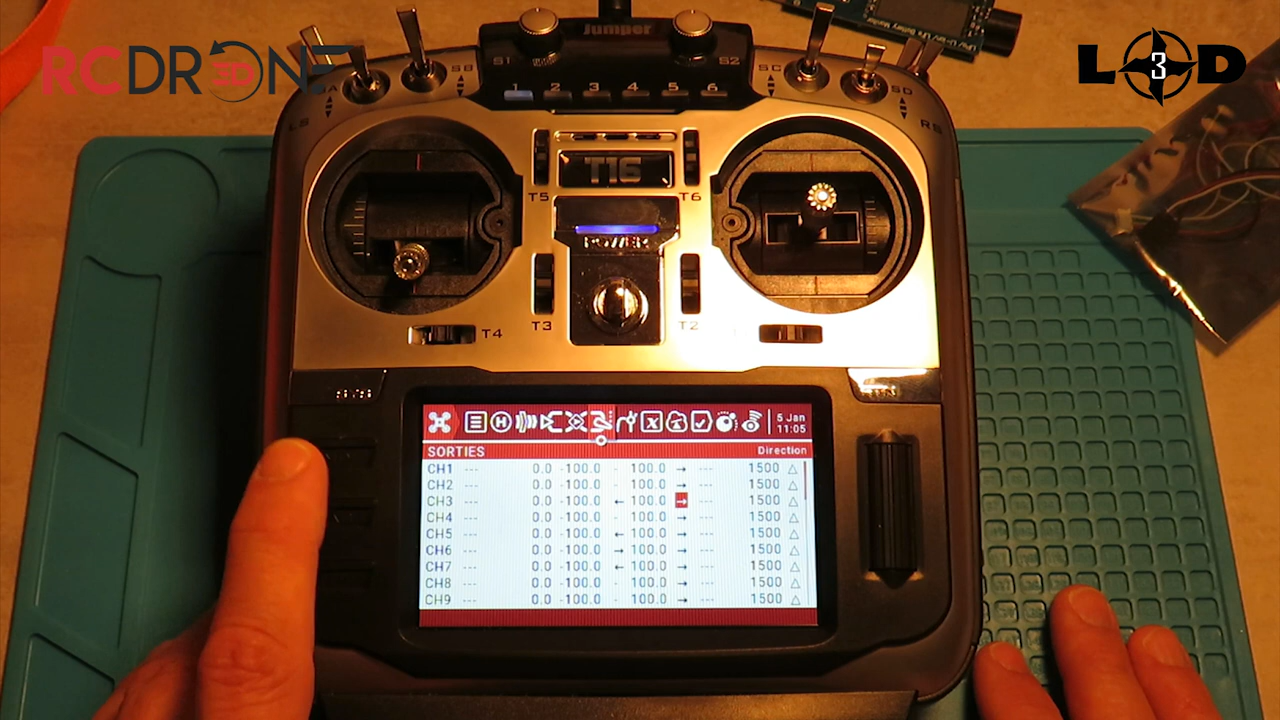 RCDRONE
3D
L3D
Jumper
S1
S2
SB
SC
SD
LS
RS
1 2 3 4 5 6
T16
T5
T6
POWER
T3
T2
T4
5 Jan
11:05
SORTIES
Direction
CH1 --- 0.0 -100.0 - 100.0 → --- 1500 △
CH2 --- 0.0 -100.0 - 100.0 → --- 1500 △
CH3 --- 0.0 -100.0 ← 100.0 → --- 1500 △
CH4 --- 0.0 -100.0 - 100.0 → --- 1500 △
CH5 --- 0.0 -100.0 ← 100.0 → --- 1500 △
CH6 --- 0.0 -100.0 → 100.0 → --- 1500 △
CH7 --- 0.0 -100.0 ← 100.0 → --- 1500 △
CH8 --- 0.0 -100.0 - 100.0 → --- 1500 △
CH9 --- 0.0 -100.0 - 100.0 → --- 1500 △